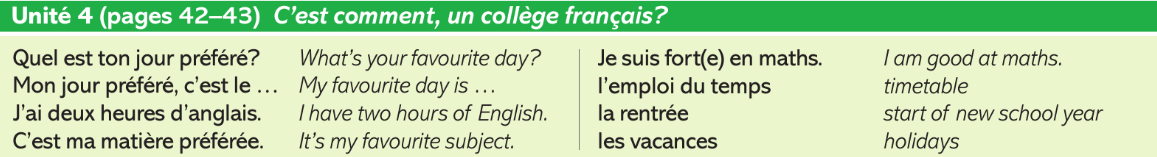 Unité 4 (pages 42–43) C'est comment, un collège français?
Quel est ton jour préféré? What's your favourite day?
Mon jour préféré, c'est le … My favourite day is …
J'ai deux heures d'anglais. I have two hours of English.
C'est ma matière préférée. It's my favourite subject.
Je suis fort(e) en maths. I am good at maths.
l'emploi du temps timetable
la rentrée start of new school year
les vacances holidays